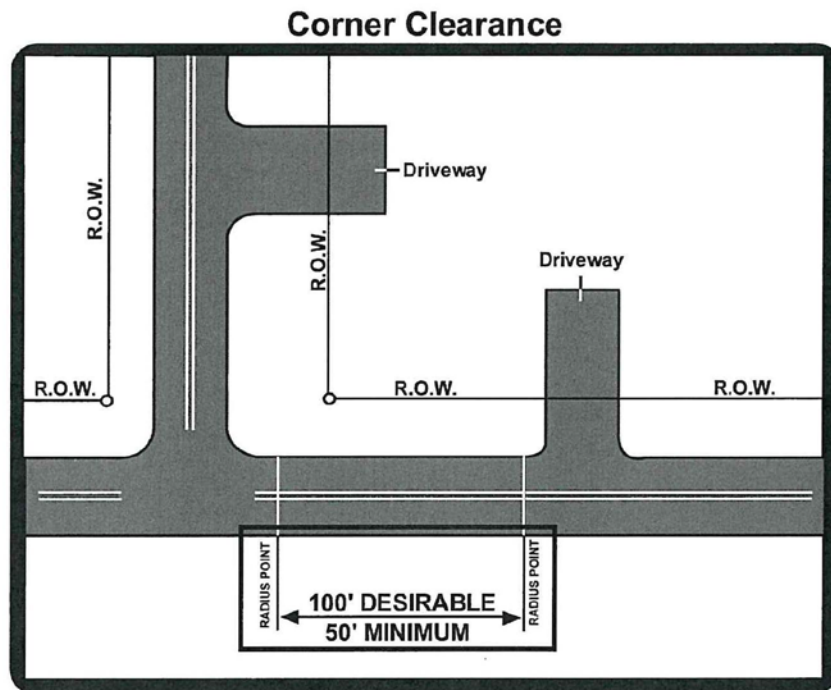 Corner Clearance
R.O.W.
R.O.W.
Driveway
Driveway
R.O.W.
R.O.W.
R.O.W.
RADIUS POINT
100' DESIRABLE
50' MINIMUM
RADIUS POINT